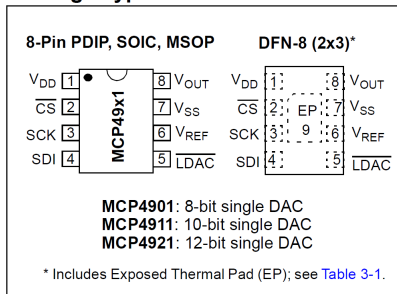 8-Pin PDIP, SOIC, MSOP
DFN-8 (2x3)*
VDD 1 8 VOUT
CS 2 7 VSS
SCK 3 6 VREF
SDI 4 5 LDAC
MCP49x1
VDD 1 8 VOUT
CS 2 EP 7 VSS
SCK 3 9 6 VREF
SDI 4 5 LDAC
MCP4901: 8-bit single DAC
MCP4911: 10-bit single DAC
MCP4921: 12-bit single DAC
* Includes Exposed Thermal Pad (EP); see Table 3-1.